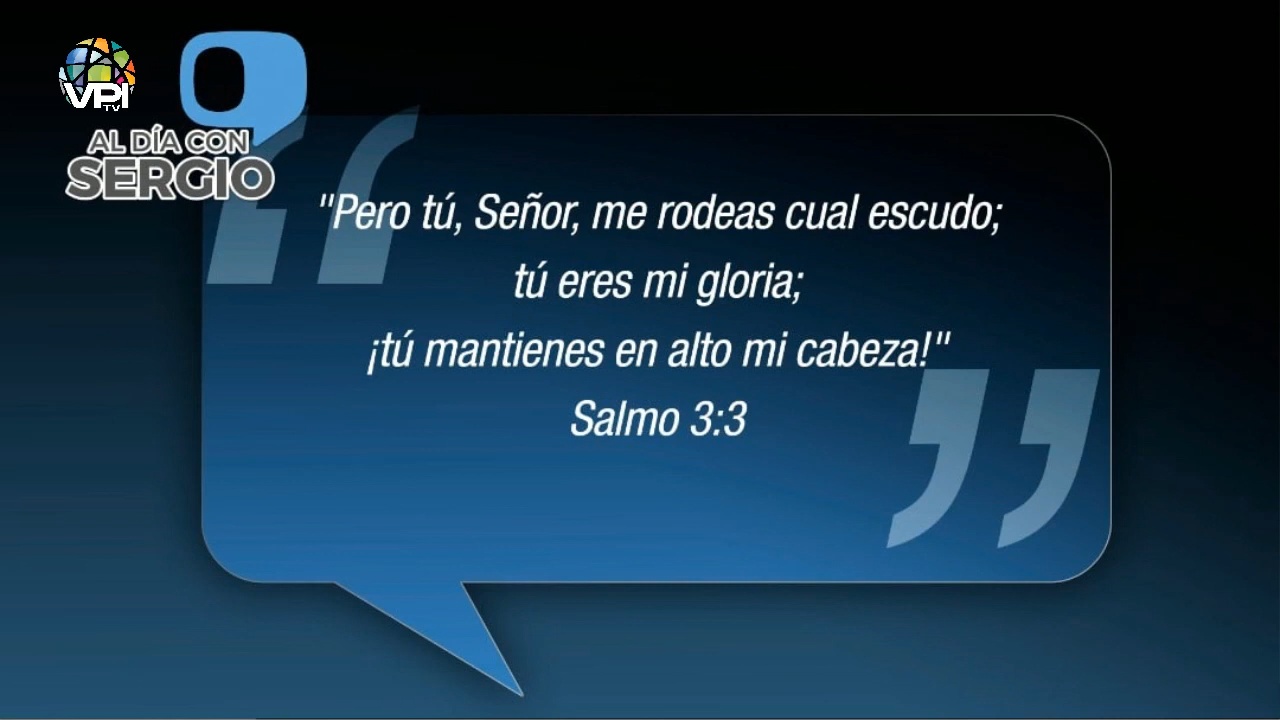 VPI
TV
AL DÍA CON
SERGIO
"Pero tú, Señor, me rodeas cual escudo;
tú eres mi gloria;
¡tú mantienes en alto mi cabeza!"
Salmo 3:3